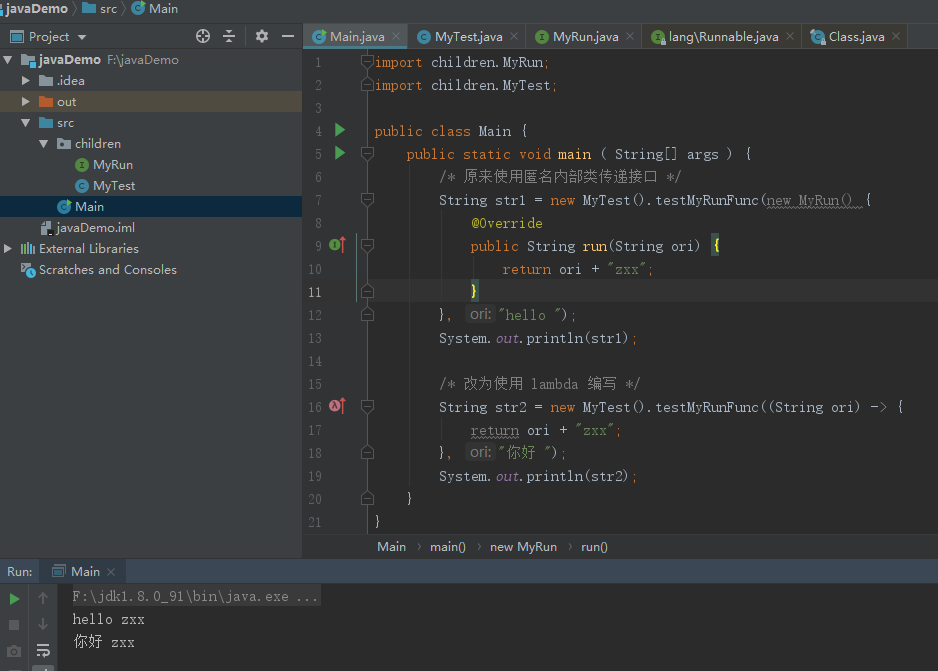 javaDemo src Main
Project
Main.java MyTest.java MyRun.java lang\Runnable.java Class.java
javaDemo F:\javaDemo
.idea
out
src
children
MyRun
MyTest
Main
javaDemo.iml
External Libraries
Scratches and Consoles
1 import children.MyRun;
2 import children.MyTest;
3
4 public class Main {
5 public static void main ( String[] args ) {
6 /* 原来使用匿名内部类传递接口 */
7 String str1 = new MyTest().testMyRunFunc(new MyRun() {
8 @Override
9 public String run(String ori) {
10 return ori + "zxx";
11 }
12 }, ori: "hello ");
13 System.out.println(str1);
14
15 /* 改为使用 lambda 编写 */
16 String str2 = new MyTest().testMyRunFunc((String ori) -> {
17 return ori + "zxx";
18 }, ori: "你好 ");
19 System.out.println(str2);
20 }
21 }
Main main() new MyRun run()
Run: Main
F:\jdk1.8.0_91\bin\java.exe ...
hello zxx
你好 zxx